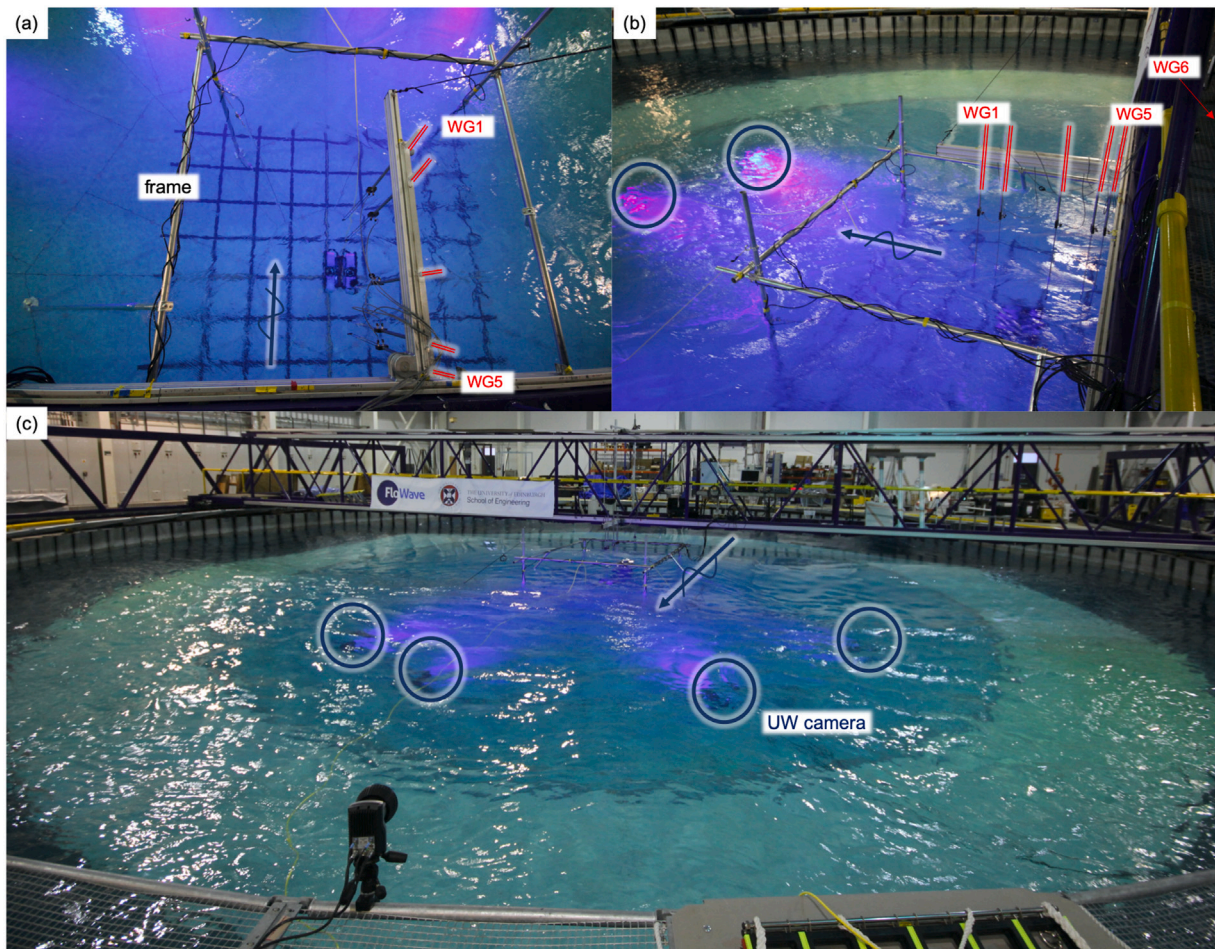 (a)
WG1
frame
WG5
(b)
WG6
WG1
WG5
(c)
FloWave
School of Engineering
UW camera